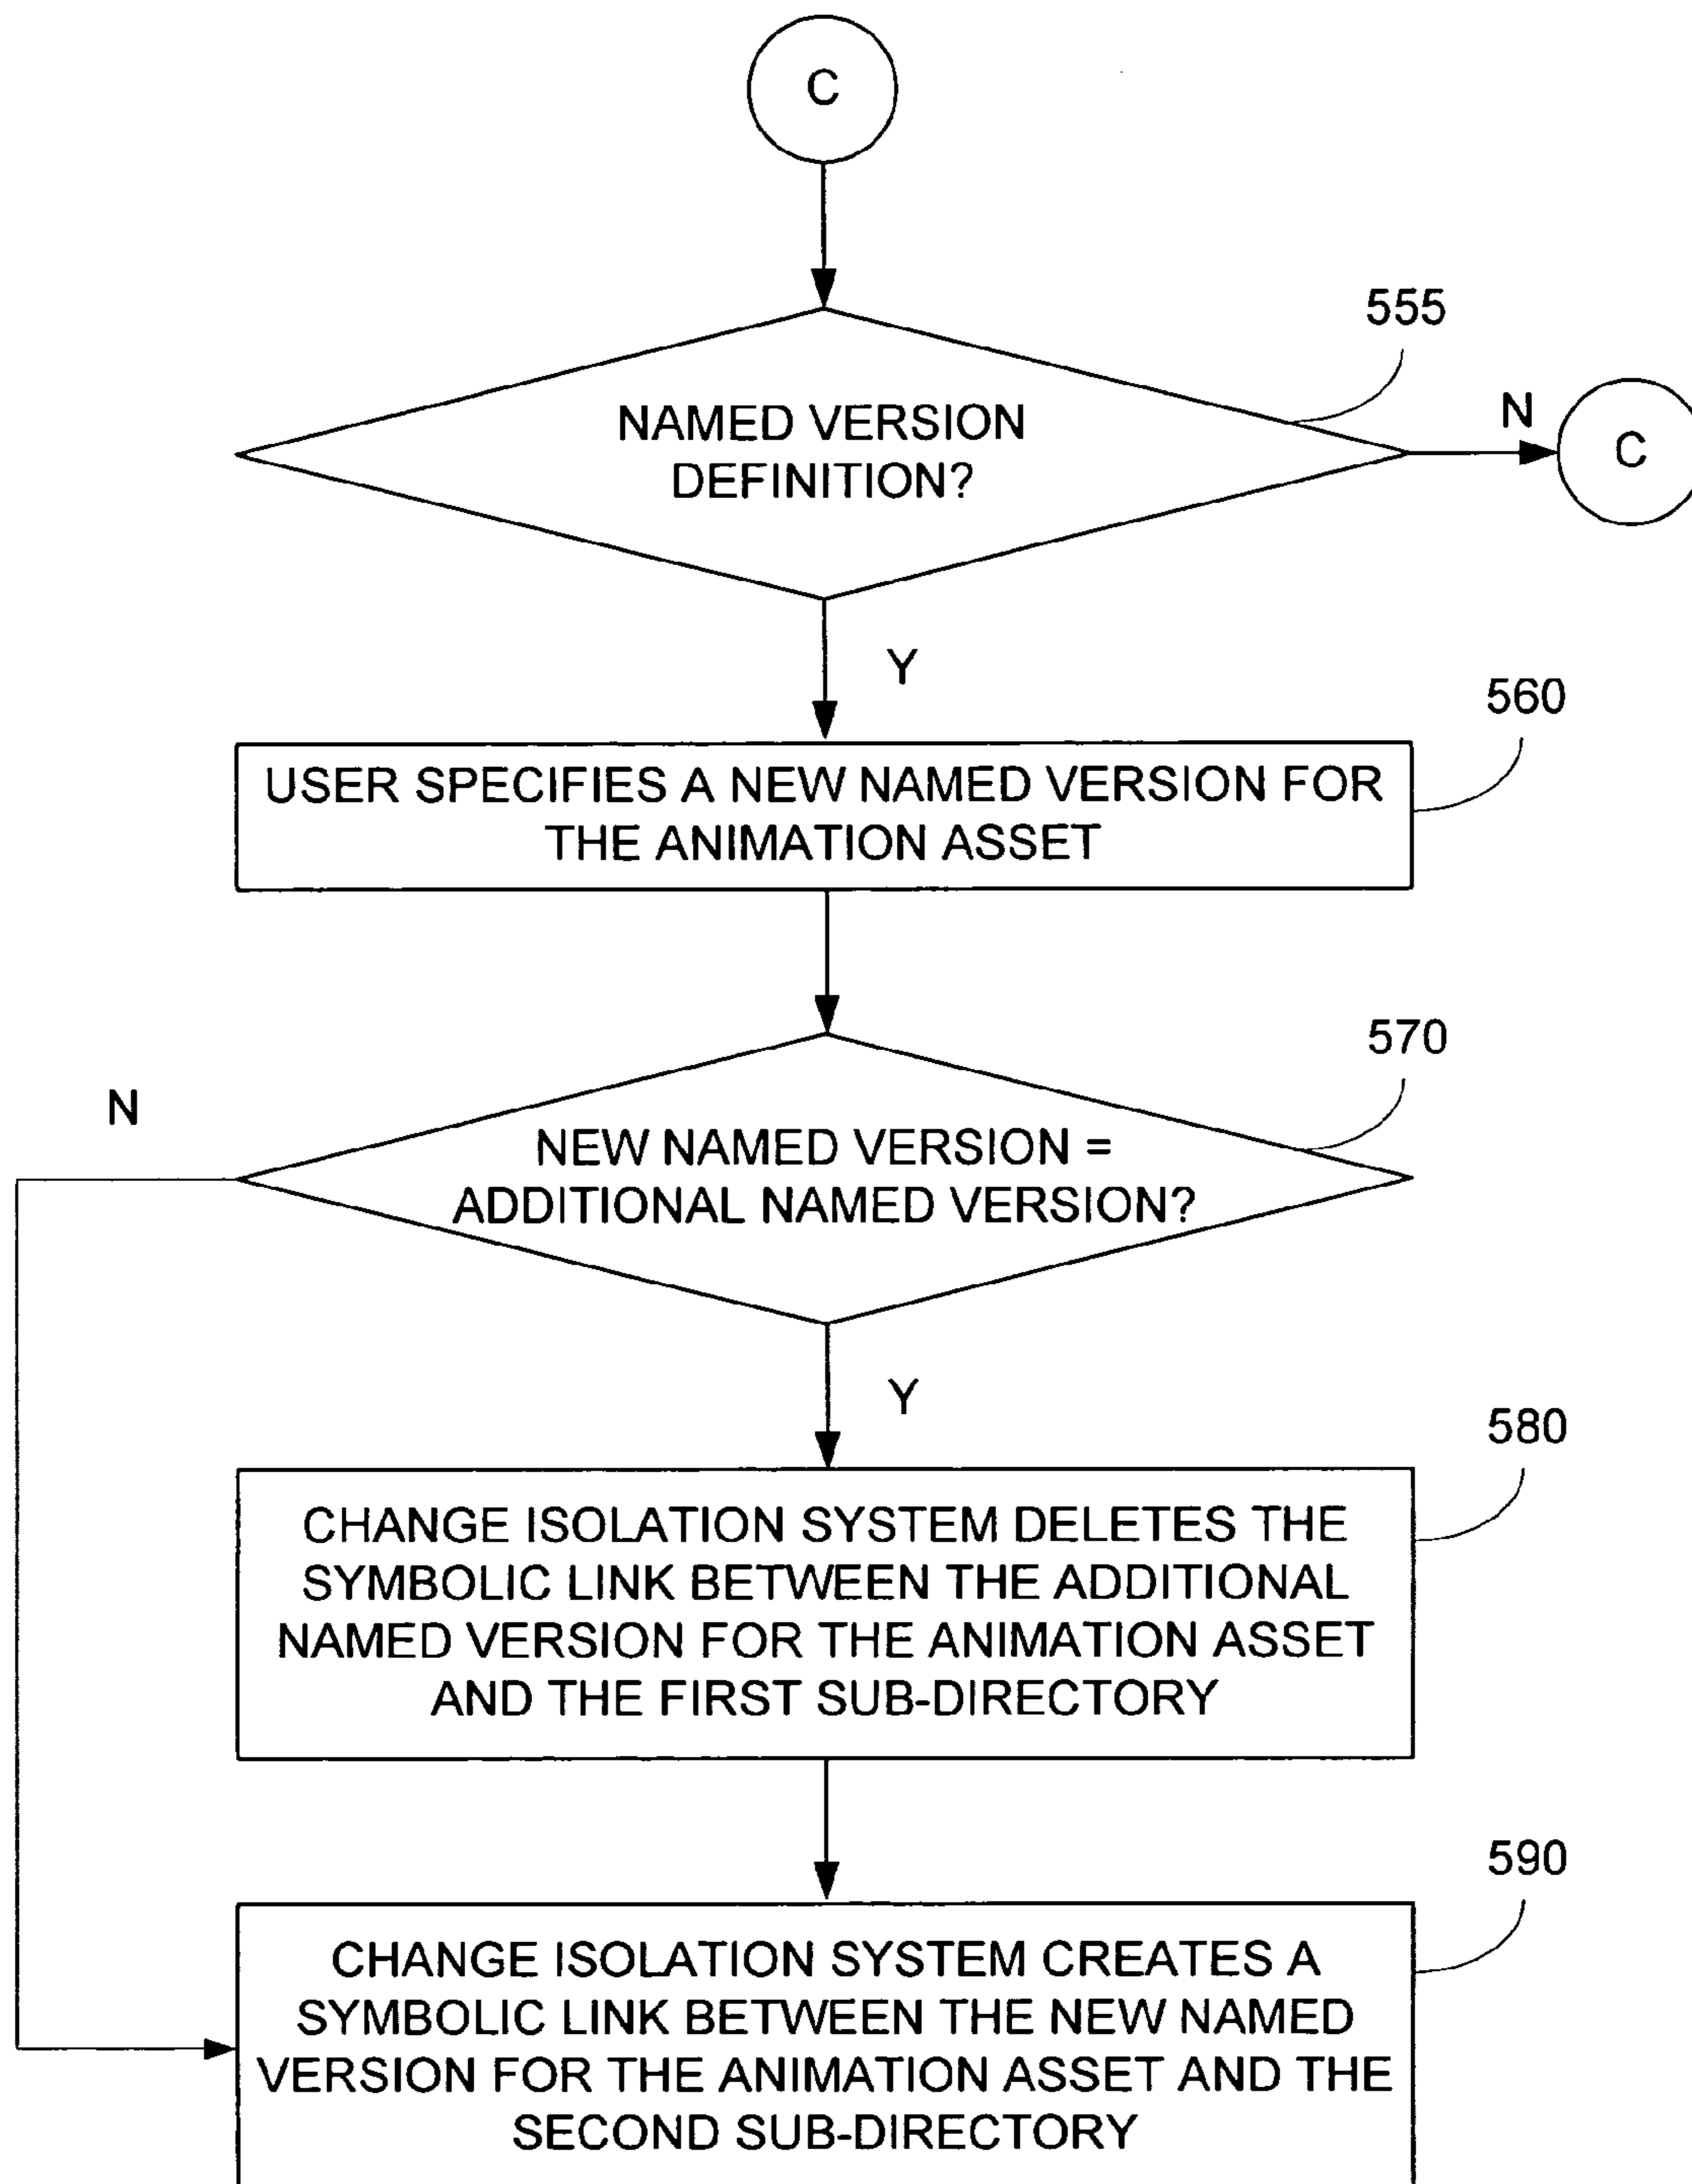 C
555
NAMED VERSION
DEFINITION?
N
C
Y
560
USER SPECIFIES A NEW NAMED VERSION FOR
THE ANIMATION ASSET
570
N
NEW NAMED VERSION =
ADDITIONAL NAMED VERSION?
Y
580
CHANGE ISOLATION SYSTEM DELETES THE
SYMBOLIC LINK BETWEEN THE ADDITIONAL
NAMED VERSION FOR THE ANIMATION ASSET
AND THE FIRST SUB-DIRECTORY
590
CHANGE ISOLATION SYSTEM CREATES A
SYMBOLIC LINK BETWEEN THE NEW NAMED
VERSION FOR THE ANIMATION ASSET AND THE
SECOND SUB-DIRECTORY